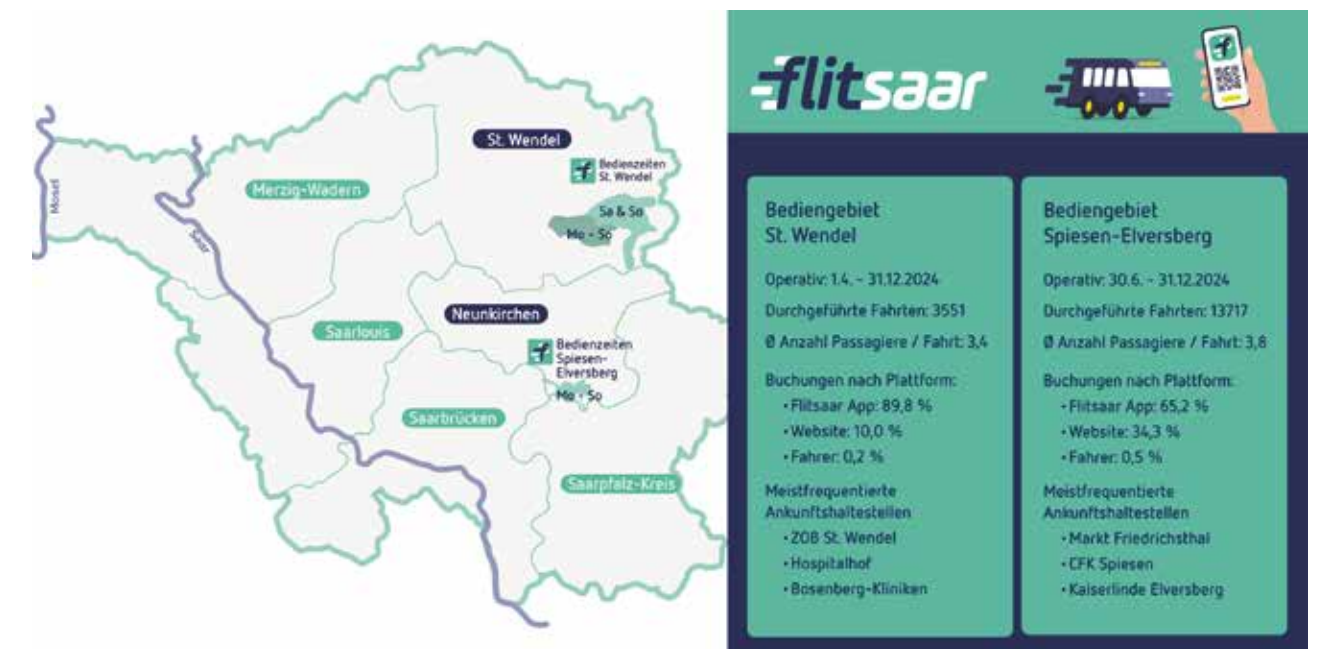 Mosel
Saar
Merzig-Wadern
St. Wendel
Bedienzeiten
St. Wendel
Sa & So
Mo - So
Neunkirchen
Saarlouis
Bedienzeiten
Spiesen-
Elversberg
Mo - So
Saarbrücken
Saarpfalz-Kreis
flitsaar
Bediengebiet
St. Wendel
Operativ: 1.4. - 31.12.2024
Durchgeführte Fahrten: 3551
Ø Anzahl Passagiere / Fahrt: 3,4
Buchungen nach Plattform:
• Flitsaar App: 89,8 %
• Website: 10,0 %
• Fahrer: 0,2 %
Meistfrequentierte
Ankunftshaltestellen
• ZOB St. Wendel
• Hospitalhof
• Bosenberg-Kliniken
Bediengebiet
Spiesen-Elversberg
Operativ: 30.6. - 31.12.2024
Durchgeführte Fahrten: 13717
Ø Anzahl Passagiere / Fahrt: 3,8
Buchungen nach Plattform:
• Flitsaar App: 65,2 %
• Website: 34,3 %
• Fahrer: 0,5 %
Meistfrequentierte
Ankunftshaltestellen
• Markt Friedrichsthal
• CFK Spiesen
• Kaiserlinde Elversberg